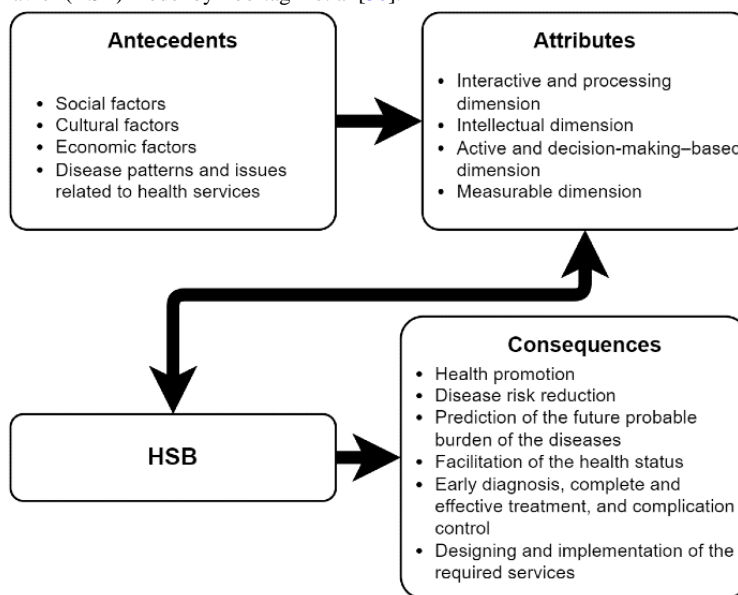 Antecedents
• Social factors
• Cultural factors
• Economic factors
• Disease patterns and issues
related to health services
Attributes
• Interactive and processing
dimension
• Intellectual dimension
• Active and decision-making–based
dimension
• Measurable dimension
HSB
Consequences
• Health promotion
• Disease risk reduction
• Prediction of the future probable
burden of the diseases
• Facilitation of the health status
• Early diagnosis, complete and
effective treatment, and complication
control
• Designing and implementation of the
required services